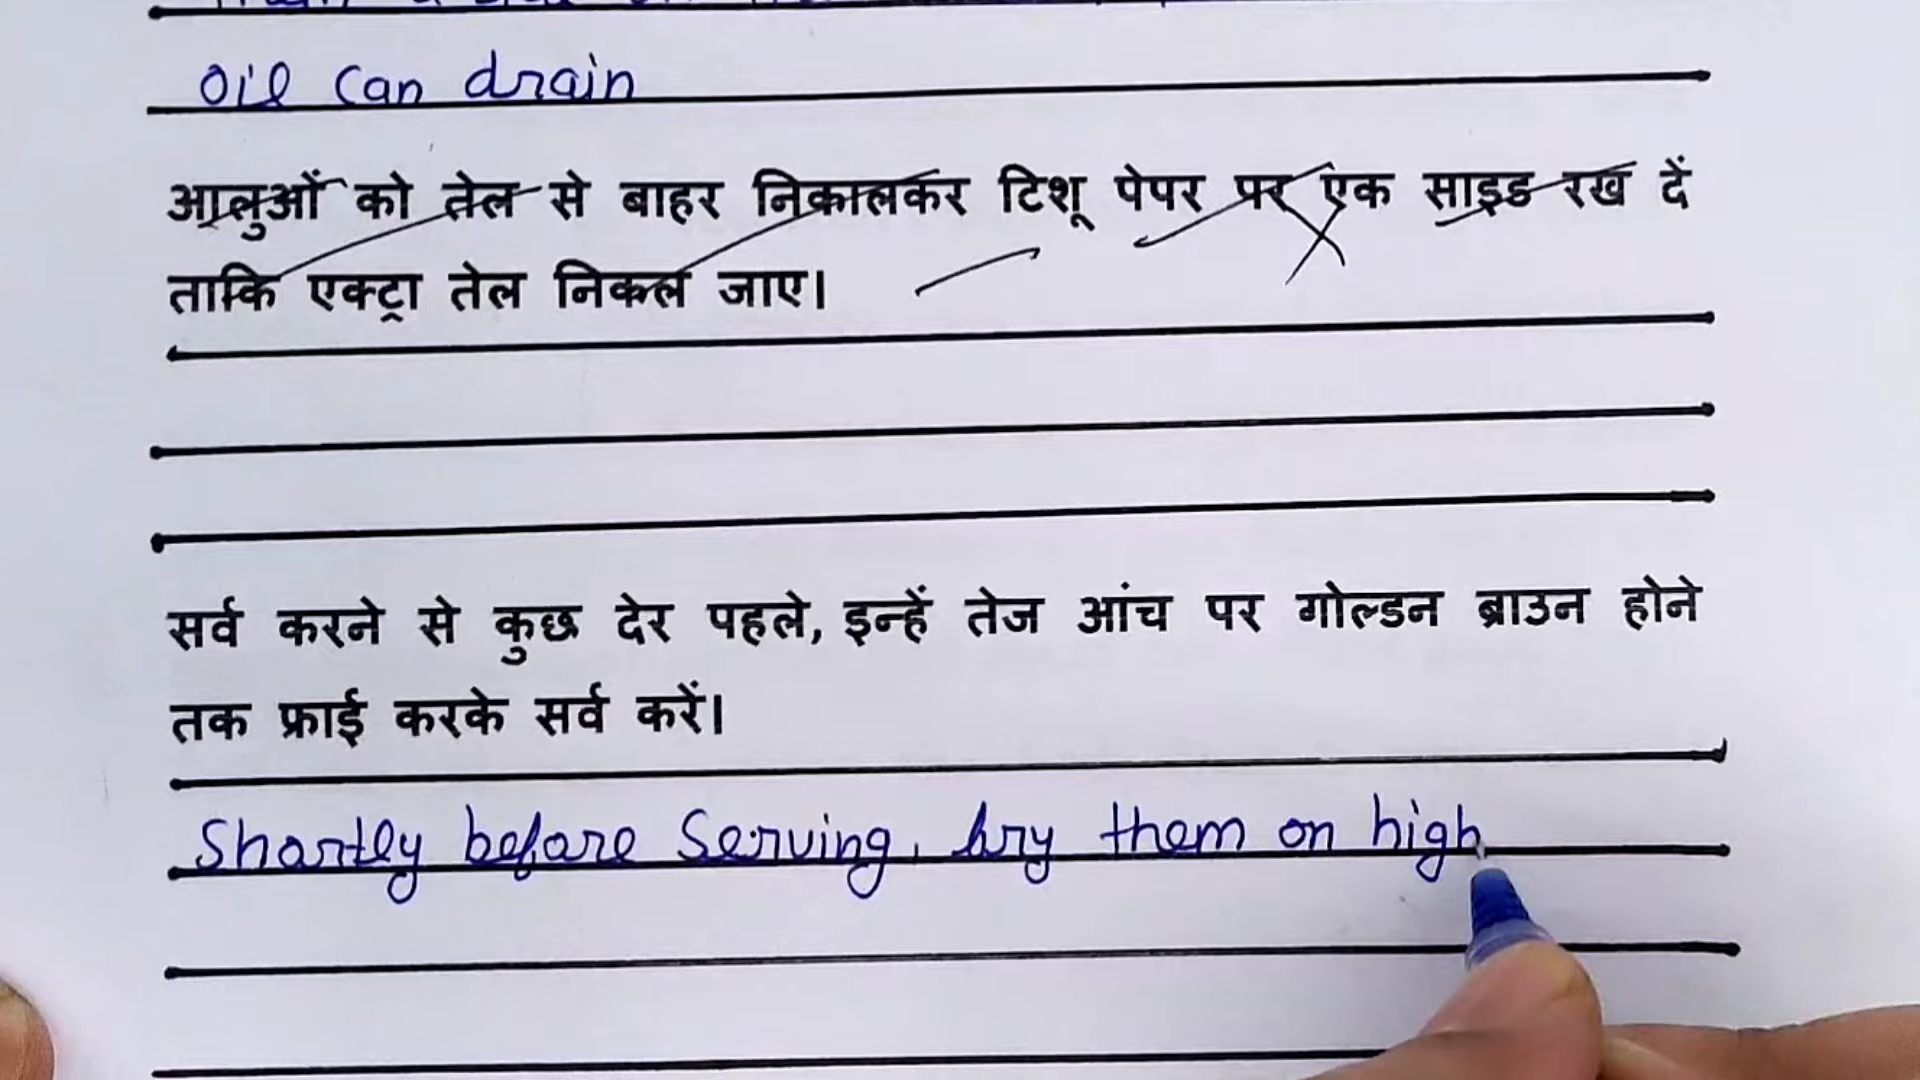 Oil can drain
आलुओं को तेल से बाहर निकालकर टिशू पेपर पर एक साइड रख दें
ताकि एक्ट्रा तेल निकल जाए।
सर्व करने से कुछ देर पहले, इन्हें तेज आंच पर गोल्डन ब्राउन होने
तक फ्राई करके सर्व करें।
Shortly before Serving, fry them on high